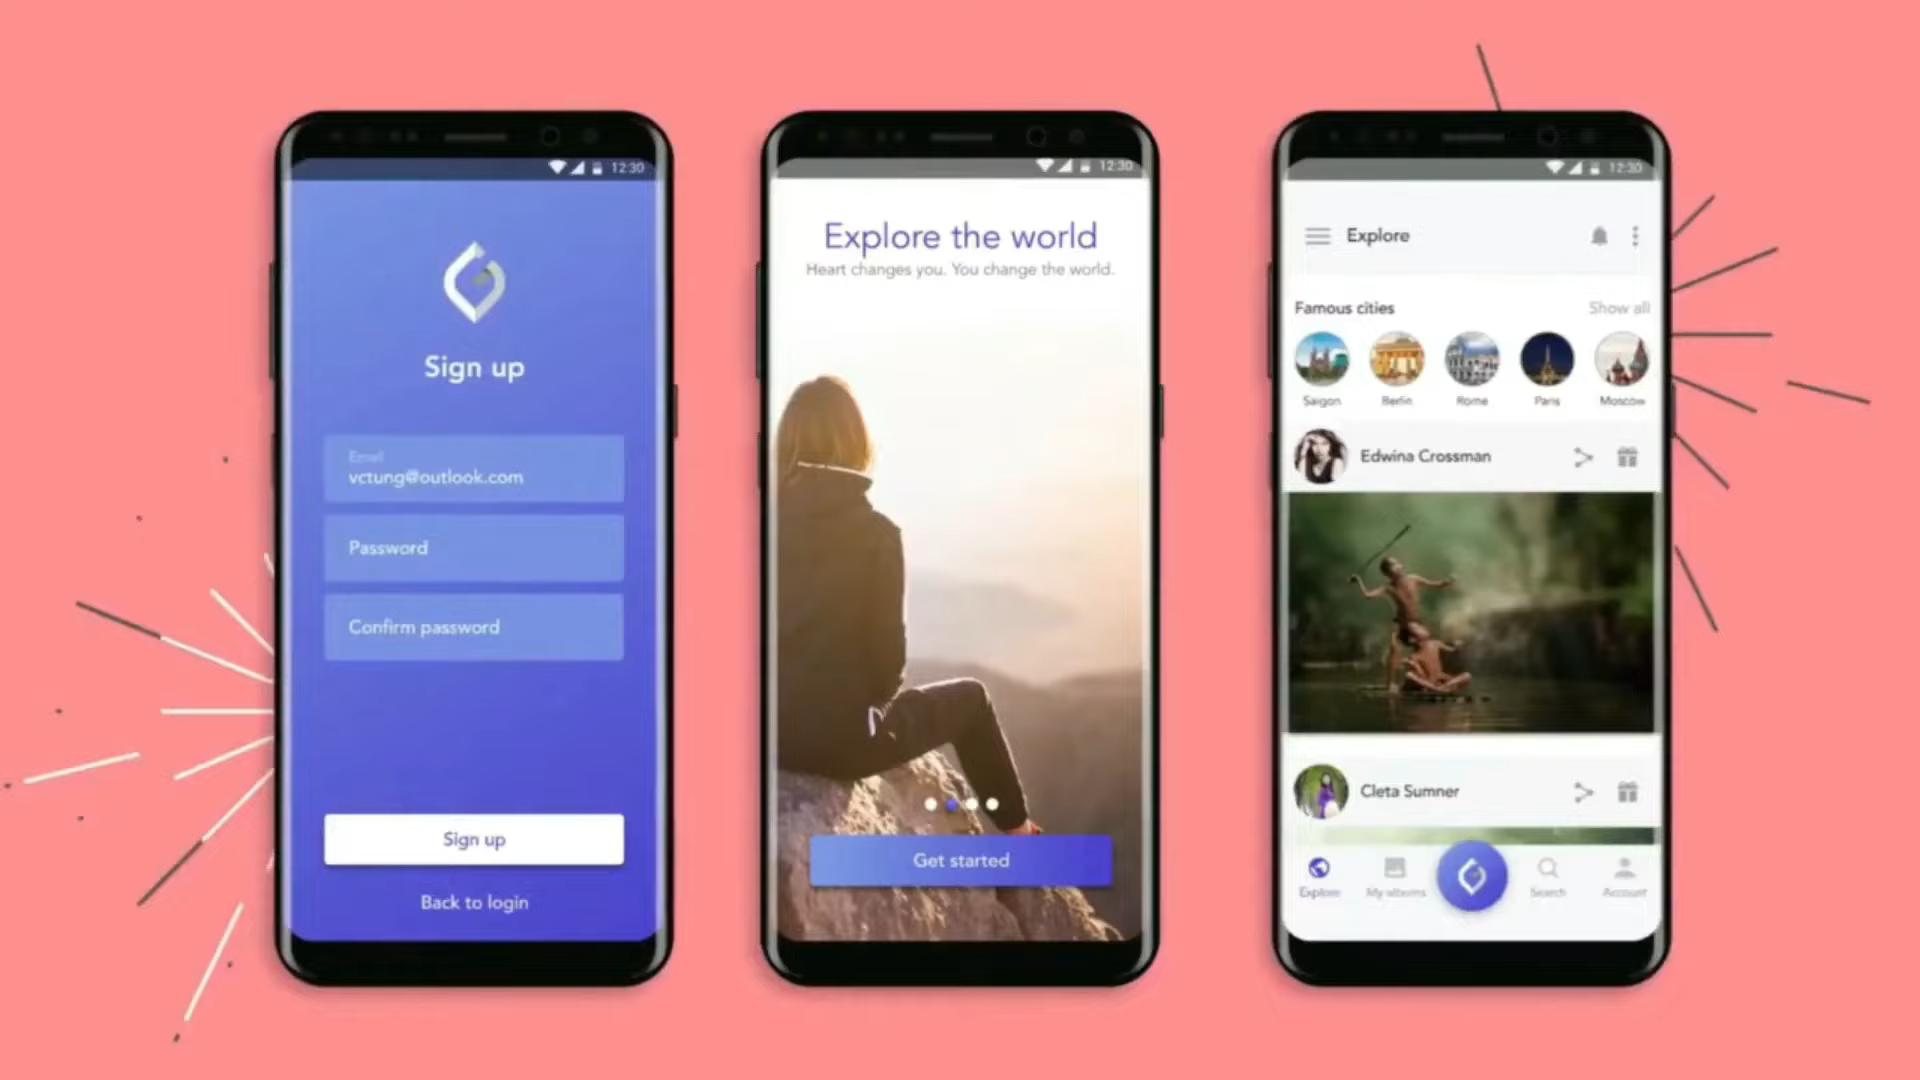 12:30
Sign up
Email
vctung@outlook.com
Password
Confirm password
Sign up
Back to login
12:30
Explore the world
Heart changes you. You change the world.
Get started
12:30
Explore
Famous cities
Show all
Saigon
Berlin
Rome
Paris
Moscow
Edwina Crossman
Cleta Sumner
Explore
My albums
Search
Account